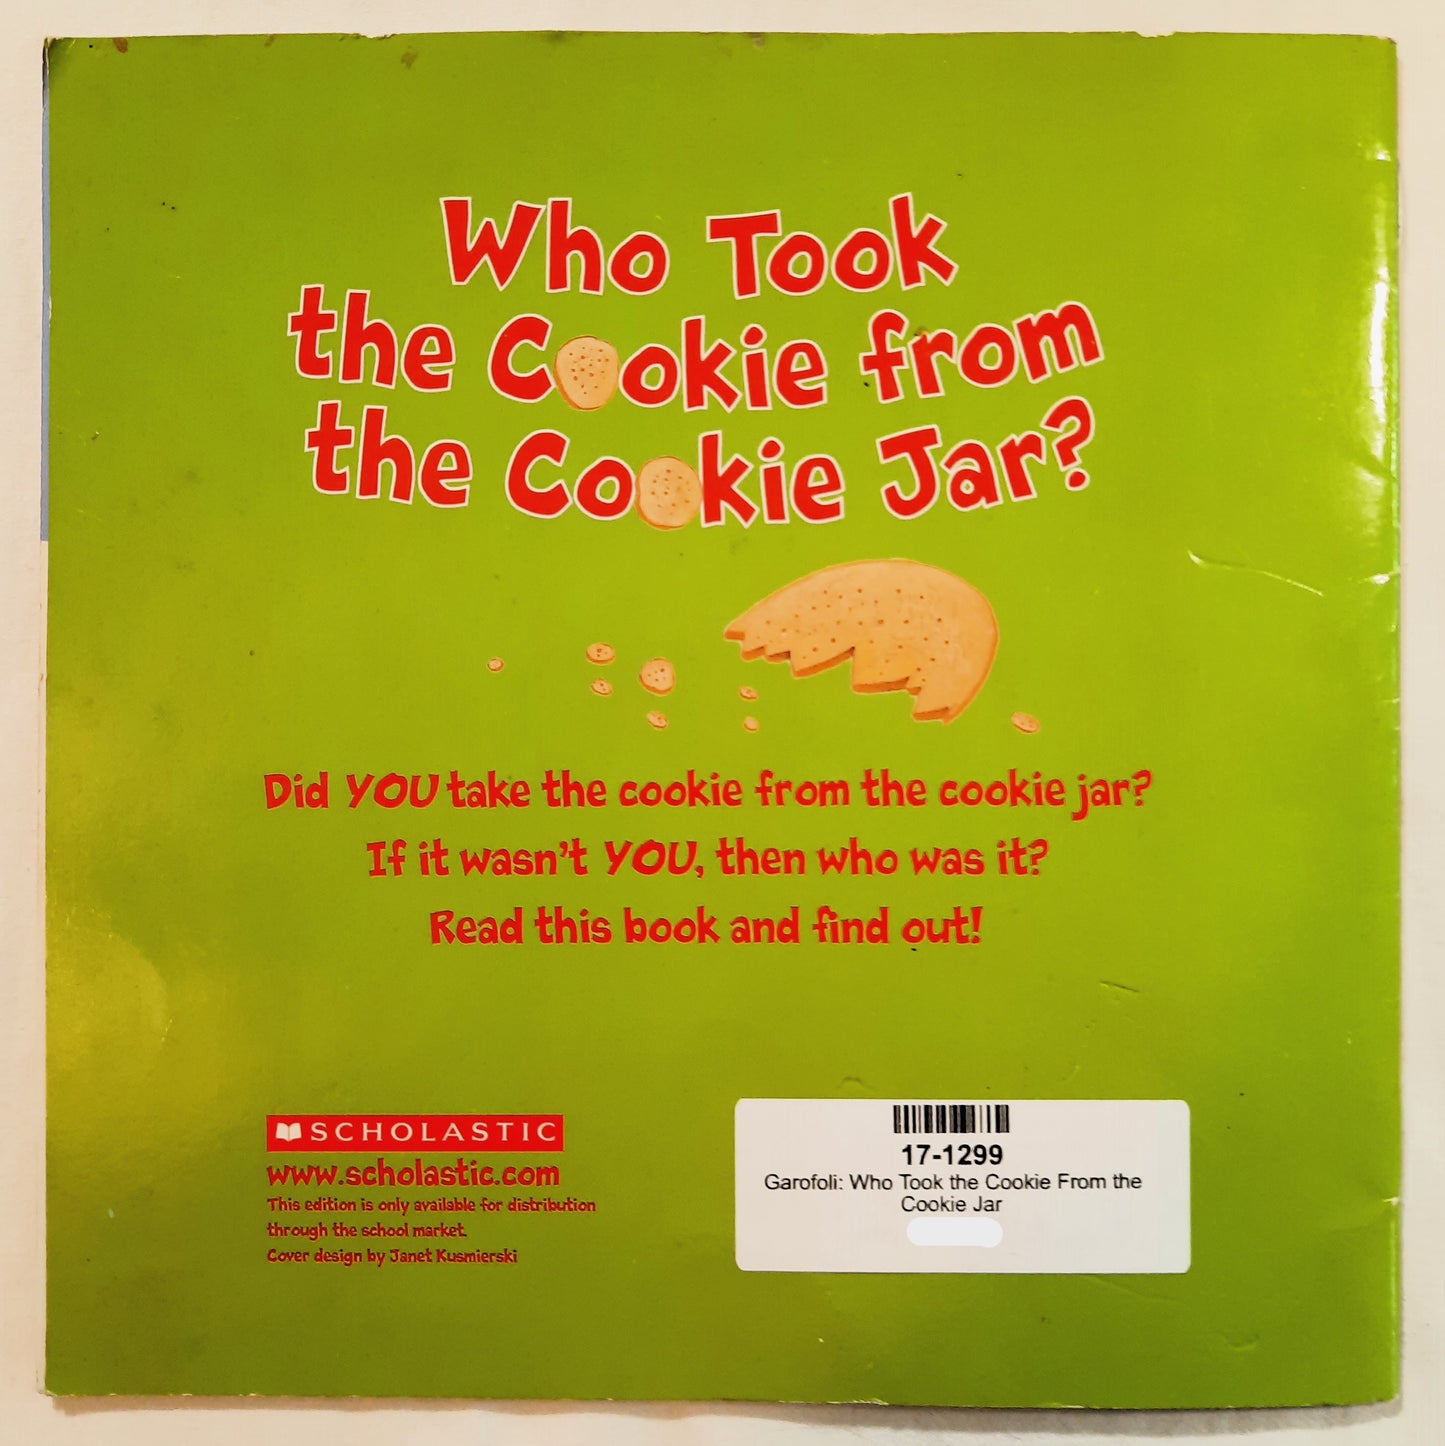 Who Took
the Cookie from
the Cookie Jar?
Did YOU take the cookie from the cookie jar?
If it wasn't YOU, then who was it?
Read this book and find out!
SCHOLASTIC
www.scholastic.com
This edition is only available for distribution
through the school market.
Cover design by Janet Kusmierski
17-1299
Garofoli: Who Took the Cookie From the
Cookie Jar